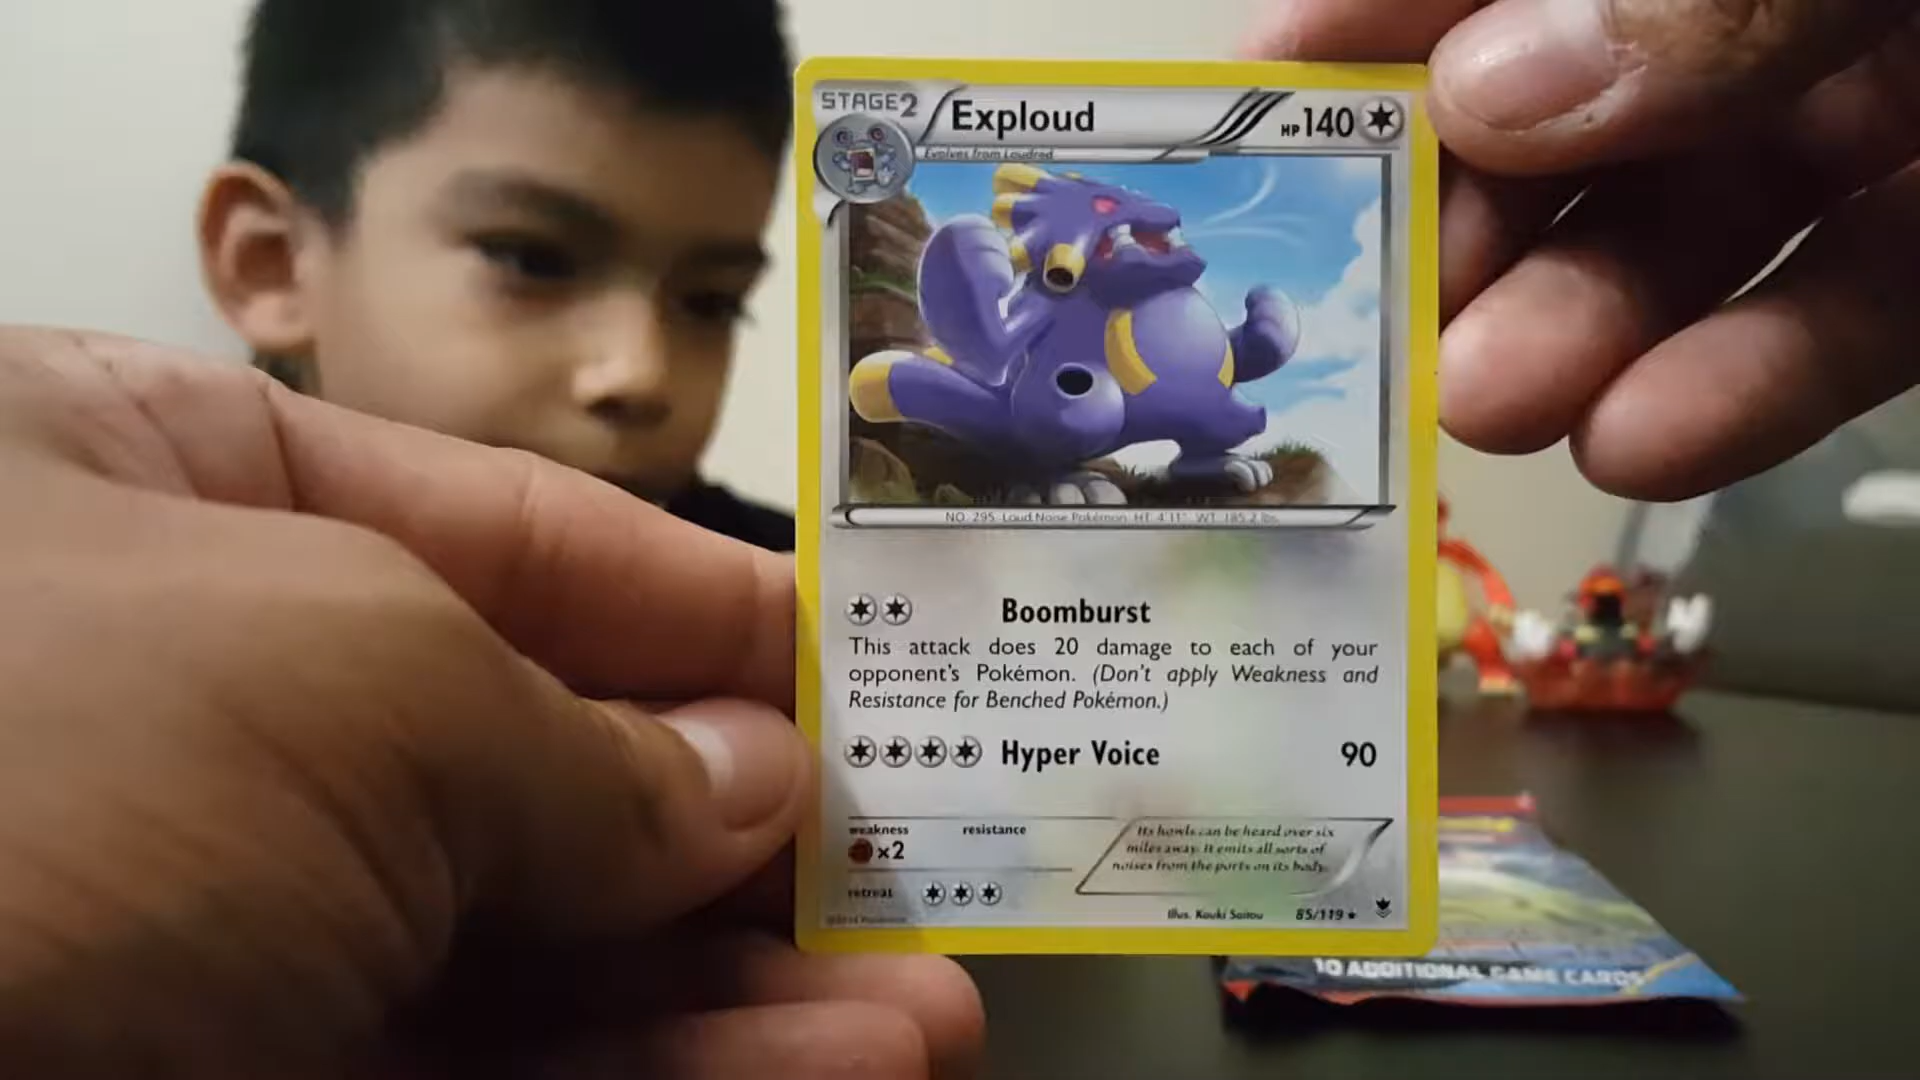 STAGE2
Exploud
HP 140
Evolves from Loudred
NO. 295 Loud Noise Pokémon HT: 4'11" WT: 185.2 lbs.
Boomburst
This attack does 20 damage to each of your
opponent's Pokémon. (Don't apply Weakness and
Resistance for Benched Pokémon.)
Hyper Voice 90
weakness resistance
×2
retreat
Its howls can be heard over six
miles away. It emits all sorts of
noises from the ports on its body.
Illus. Kouki Saitou 85/119
10 ADDITIONAL GAME CARDS